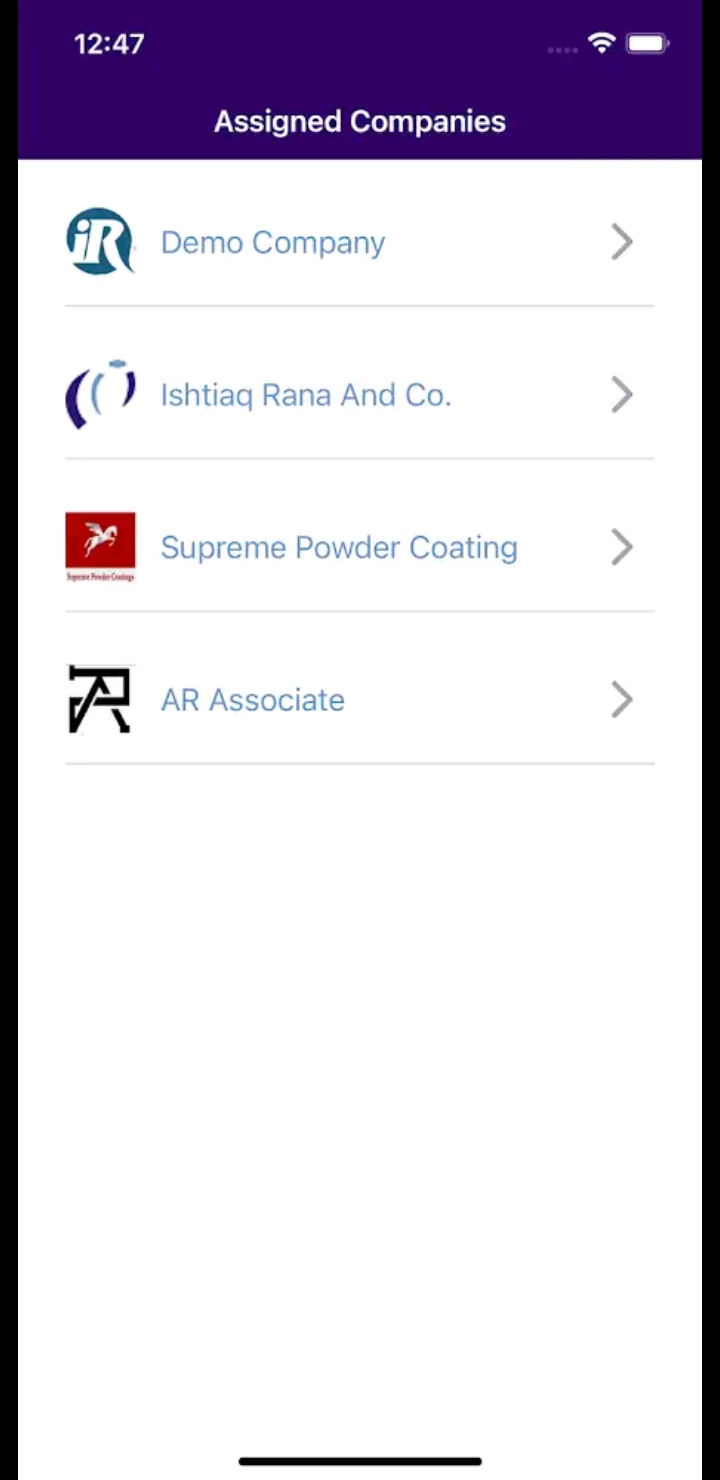 12:47
Assigned Companies
iR
Demo Company
Ishtiaq Rana And Co.
Supreme Powder Coating
Supreme Powder Coatings
AR Associate